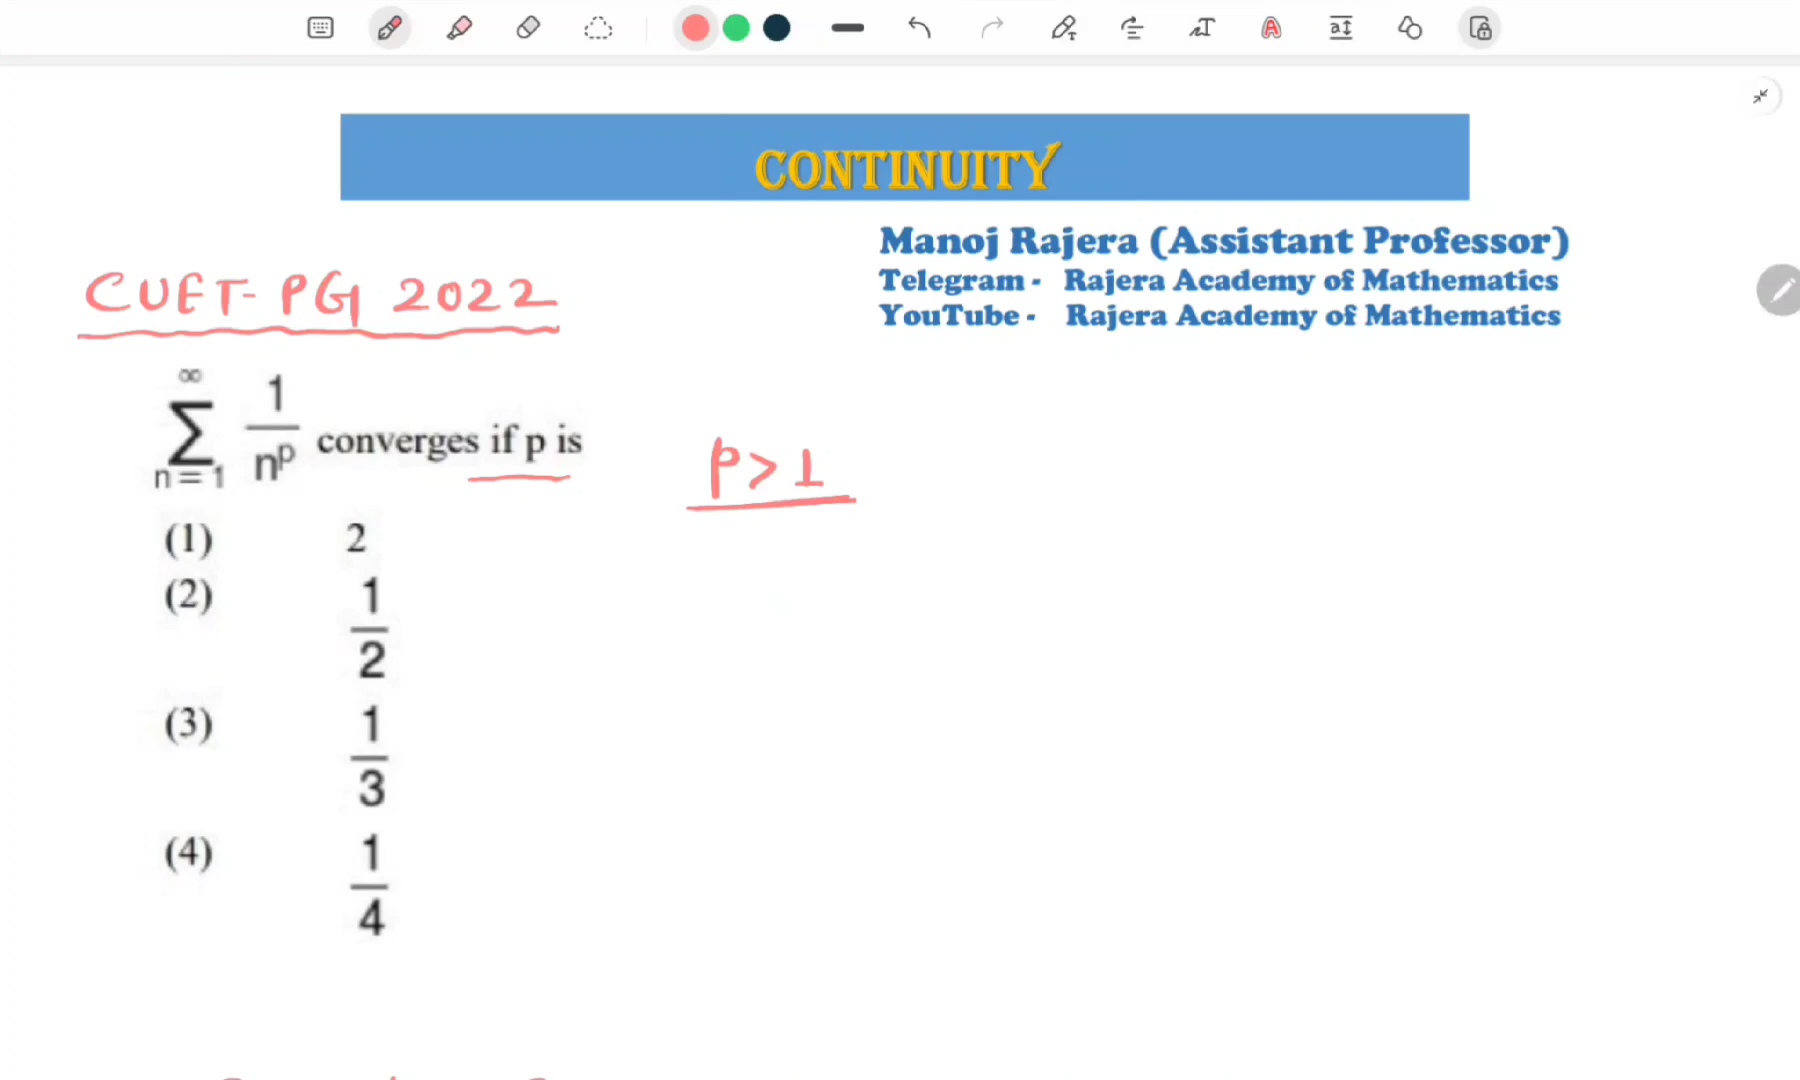 CONTINUITY
Manoj Rajera (Assistant Professor)
Telegram - Rajera Academy of Mathematics
YouTube - Rajera Academy of Mathematics
CUET-PG 2022
∞
∑ 1/n^p converges if p is
n = 1
p > 1
(1) 2
(2) 1/2
(3) 1/3
(4) 1/4